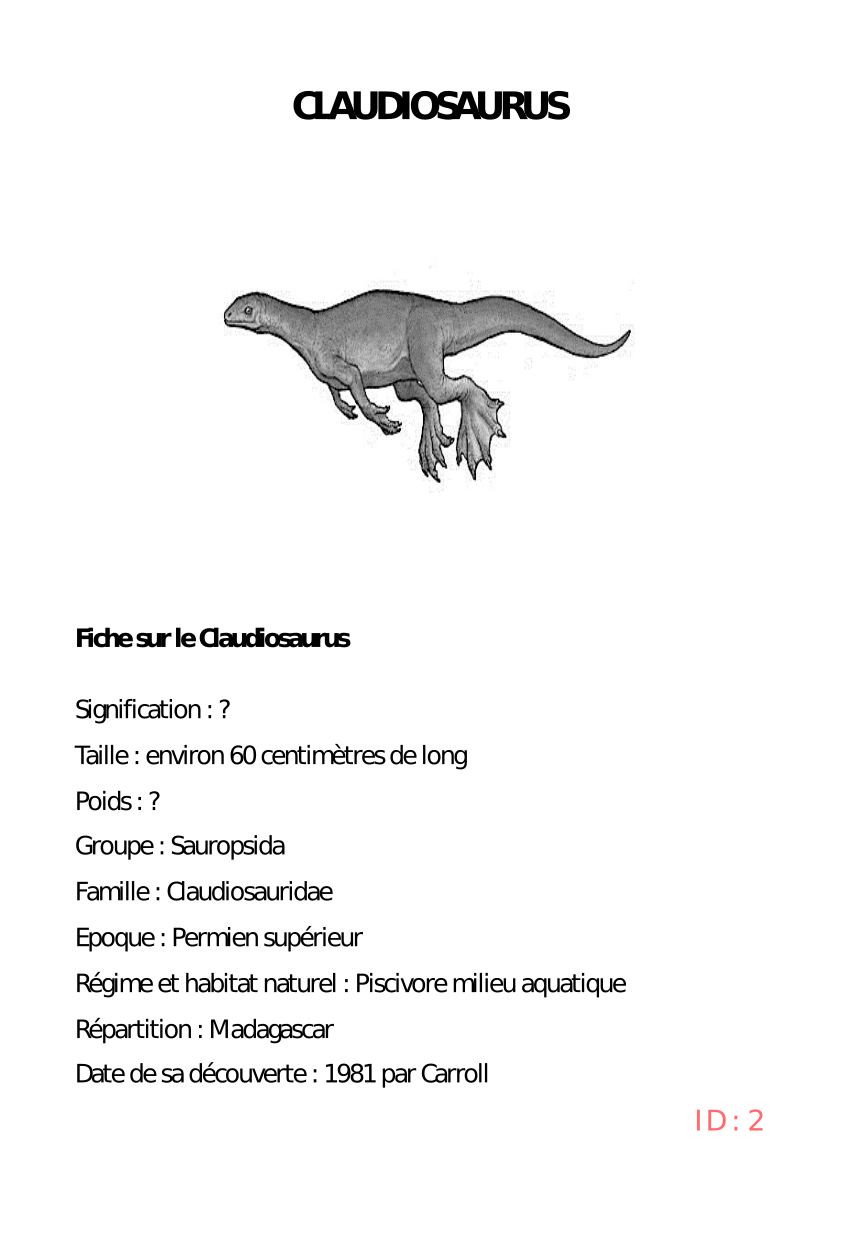 CLAUDIOSAURUS
Fiche sur le Claudiosaurus
Signification : ?
Taille : environ 60 centimètres de long
Poids : ?
Groupe : Sauropsida
Famille : Claudiosauridae
Epoque : Permien supérieur
Régime et habitat naturel : Piscivore milieu aquatique
Répartition : Madagascar
Date de sa découverte : 1981 par Carroll
ID : 2